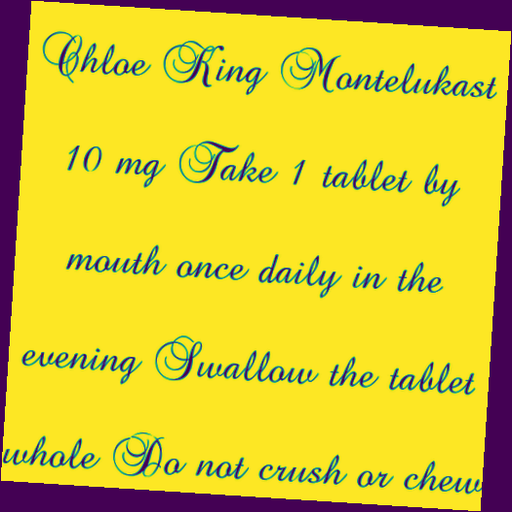 Chloe King Montelukast
10 mg Take 1 tablet by
mouth once daily in the
evening Swallow the tablet
whole Do not crush or chew